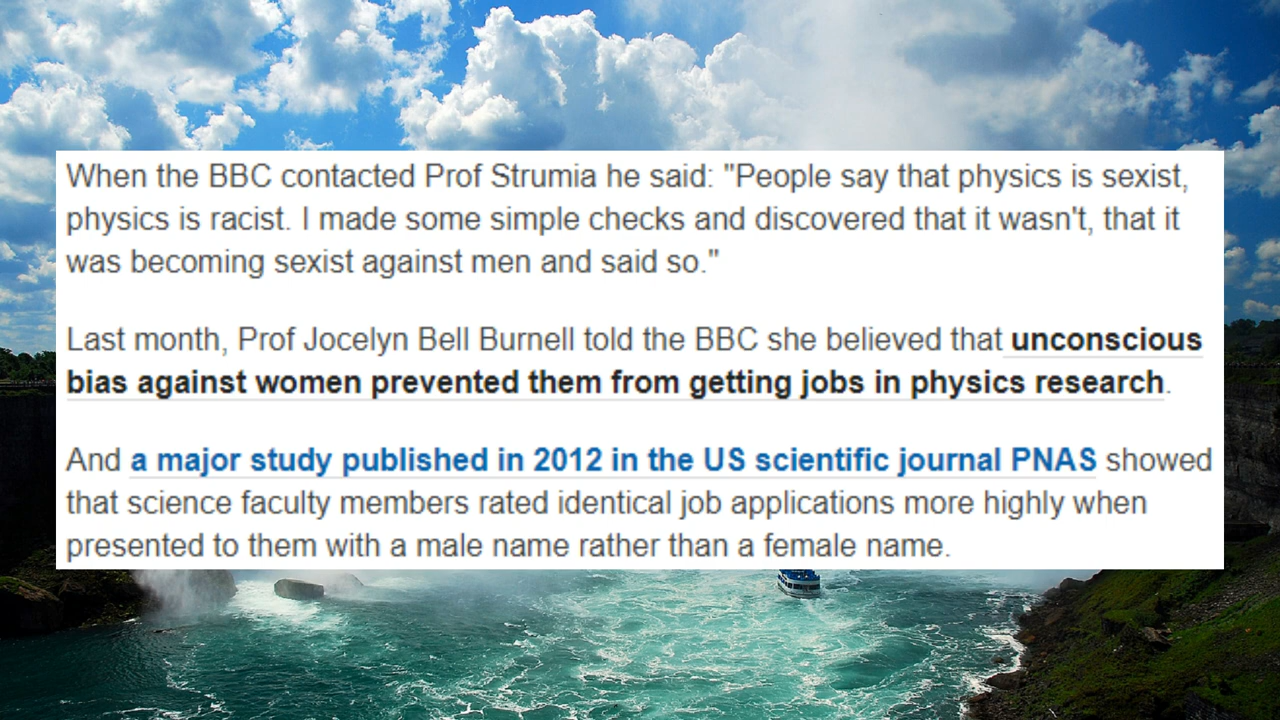 When the BBC contacted Prof Strumia he said: "People say that physics is sexist,
physics is racist. I made some simple checks and discovered that it wasn't, that it
was becoming sexist against men and said so."
Last month, Prof Jocelyn Bell Burnell told the BBC she believed that unconscious
bias against women prevented them from getting jobs in physics research.
And a major study published in 2012 in the US scientific journal PNAS showed
that science faculty members rated identical job applications more highly when
presented to them with a male name rather than a female name.